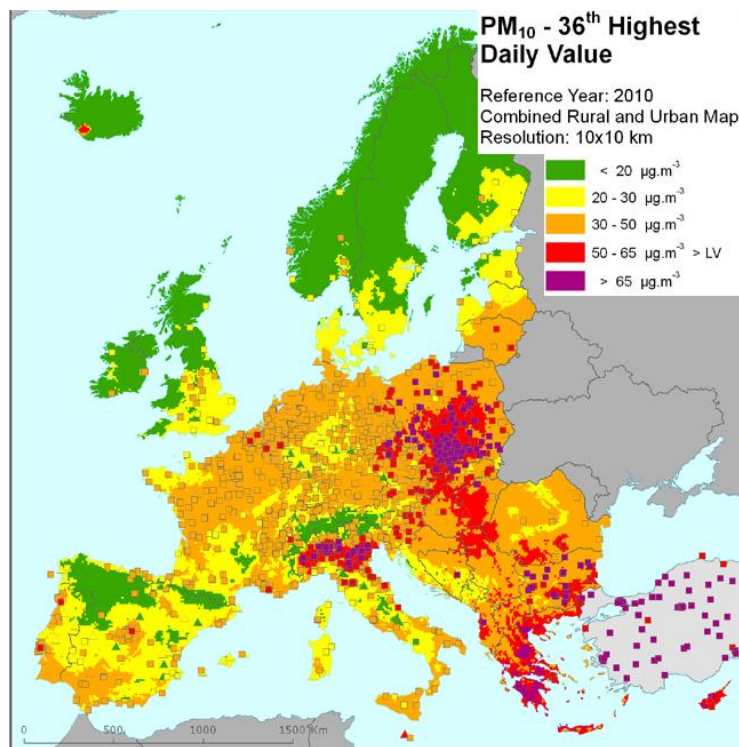 PM₁₀ - 36ᵗʰ Highest
Daily Value
Reference Year: 2010
Combined Rural and Urban Map
Resolution: 10x10 km
< 20 µg.m⁻³
20 - 30 µg.m⁻³
30 - 50 µg.m⁻³
50 - 65 µg.m⁻³ > LV
> 65 µg.m⁻³
0 500 1000 1500 Km